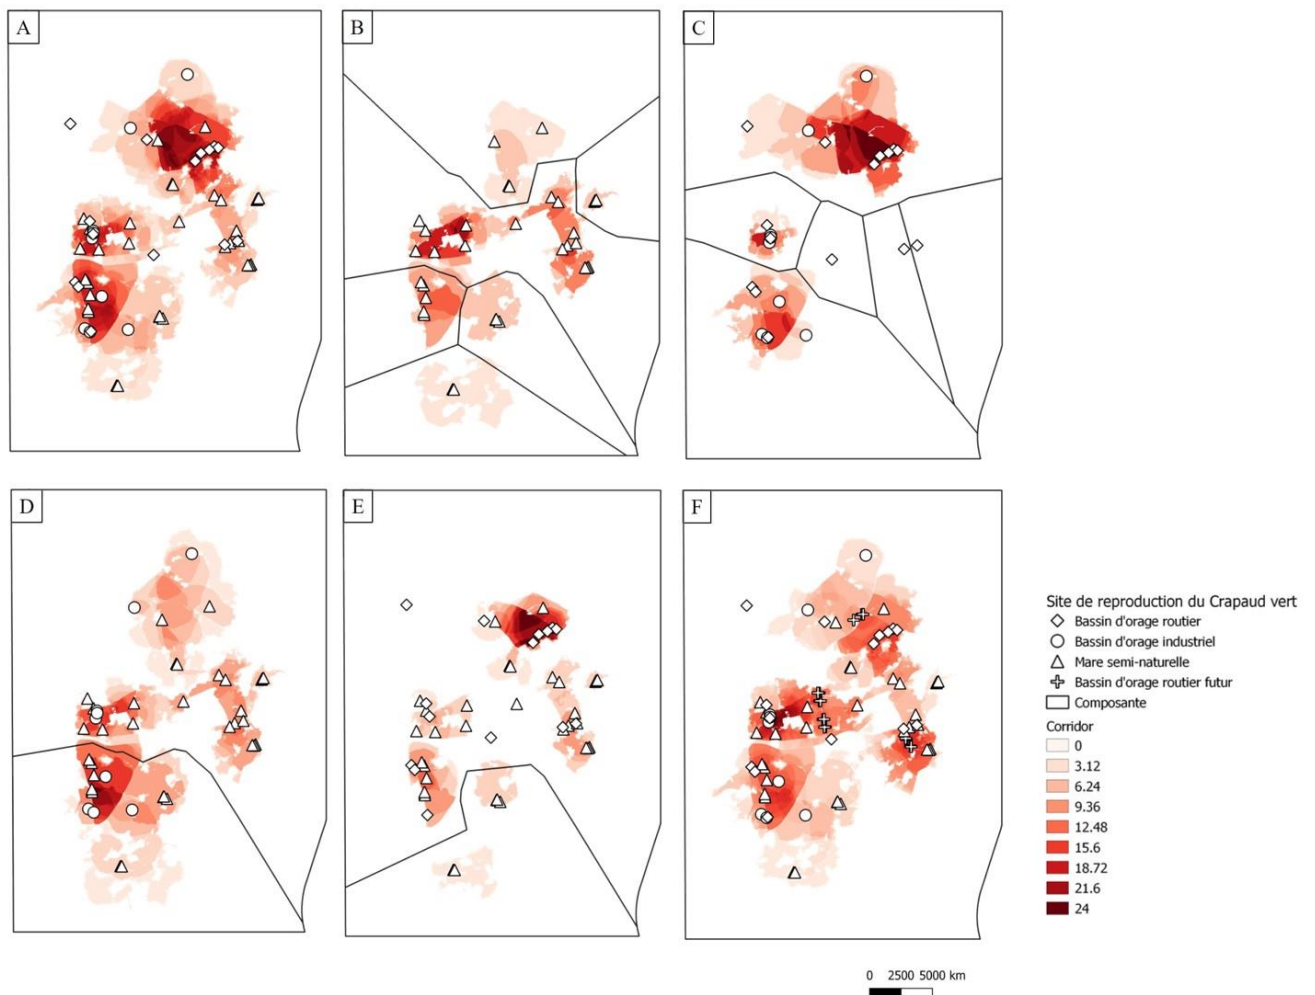 A
B
C
D
E
F
Site de reproduction du Crapaud vert
Bassin d'orage routier
Bassin d'orage industriel
Mare semi-naturelle
Bassin d'orage routier futur
Composante
Corridor
0
3.12
6.24
9.36
12.48
15.6
18.72
21.6
24
0 2500 5000 km